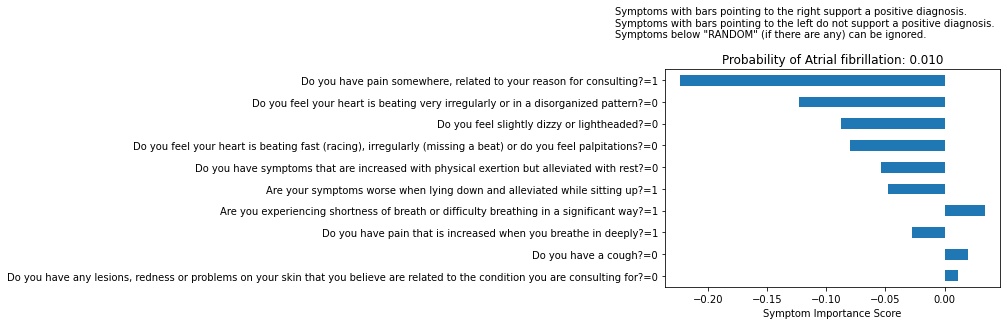 Symptoms with bars pointing to the right support a positive diagnosis.
Symptoms with bars pointing to the left do not support a positive diagnosis.
Symptoms below "RANDOM" (if there are any) can be ignored.
Probability of Atrial fibrillation: 0.010
Do you have pain somewhere, related to your reason for consulting?=1
Do you feel your heart is beating very irregularly or in a disorganized pattern?=0
Do you feel slightly dizzy or lightheaded?=0
Do you feel your heart is beating fast (racing), irregularly (missing a beat) or do you feel palpitations?=0
Do you have symptoms that are increased with physical exertion but alleviated with rest?=0
Are your symptoms worse when lying down and alleviated while sitting up?=1
Are you experiencing shortness of breath or difficulty breathing in a significant way?=1
Do you have pain that is increased when you breathe in deeply?=1
Do you have a cough?=0
Do you have any lesions, redness or problems on your skin that you believe are related to the condition you are consulting for?=0
−0.20 −0.15 −0.10 −0.05 0.00
Symptom Importance Score